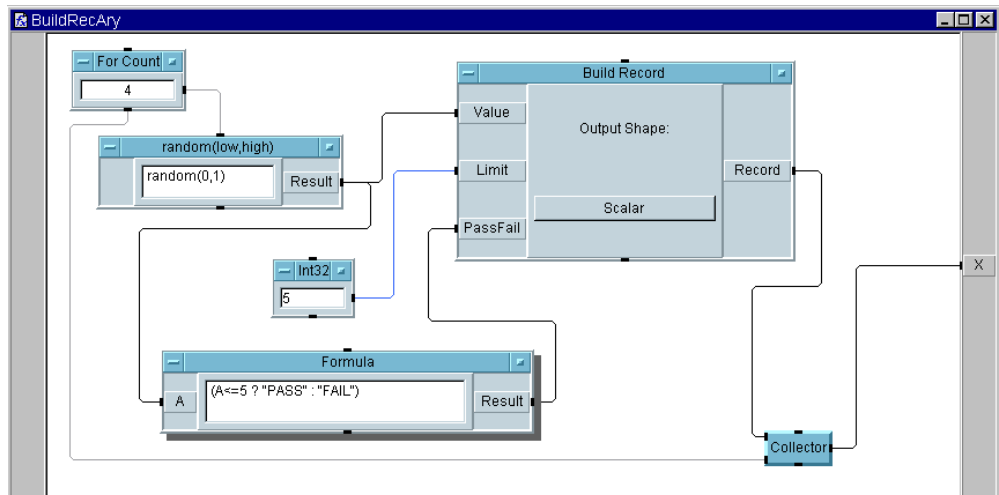 BuildRecAry
For Count
4
random(low,high)
random(0,1)
Result
Int32
5
Formula
A
(A<=5 ? "PASS" : "FAIL")
Result
Build Record
Value
Limit
PassFail
Output Shape:
Scalar
Record
X
Collector